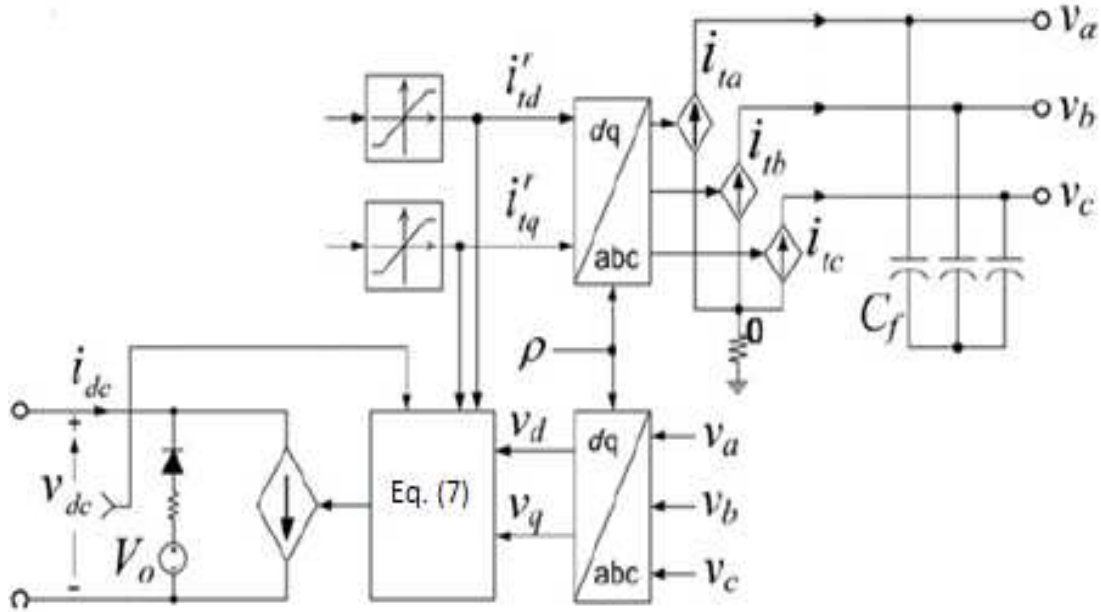 v_a
i_ta
i^r_td
v_b
dq
i_tb
i^r_tq
v_c
abc
i_tc
0
C_f
ρ
i_dc
+
v_d
dq
v_a
v_dc
Eq. (7)
v_q
v_b
V_o
abc
v_c
-